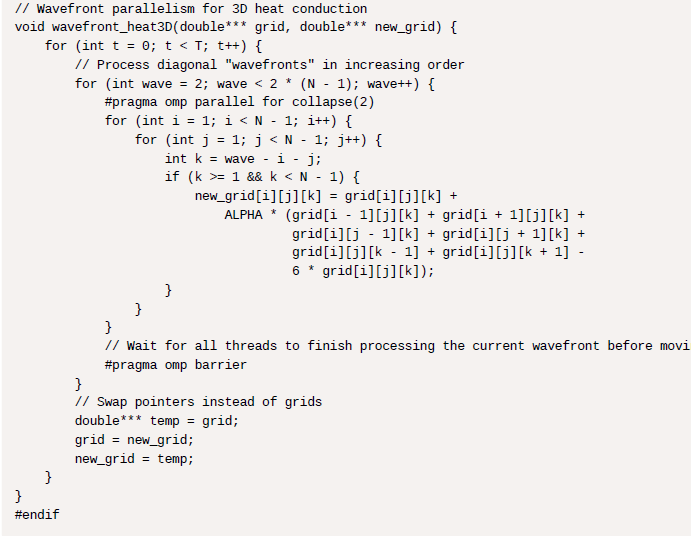 // Wavefront parallelism for 3D heat conduction
void wavefront_heat3D(double*** grid, double*** new_grid) {
    for (int t = 0; t < T; t++) {
        // Process diagonal "wavefronts" in increasing order
        for (int wave = 2; wave < 2 * (N - 1); wave++) {
            #pragma omp parallel for collapse(2)
            for (int i = 1; i < N - 1; i++) {
                for (int j = 1; j < N - 1; j++) {
                    int k = wave - i - j;
                    if (k >= 1 && k < N - 1) {
                        new_grid[i][j][k] = grid[i][j][k] +
                            ALPHA * (grid[i - 1][j][k] + grid[i + 1][j][k] +
                                     grid[i][j - 1][k] + grid[i][j + 1][k] +
                                     grid[i][j][k - 1] + grid[i][j][k + 1] -
                                     6 * grid[i][j][k]);
                    }
                }
            }
            // Wait for all threads to finish processing the current wavefront before movi
            #pragma omp barrier
        }
        // Swap pointers instead of grids
        double*** temp = grid;
        grid = new_grid;
        new_grid = temp;
    }
}
#endif